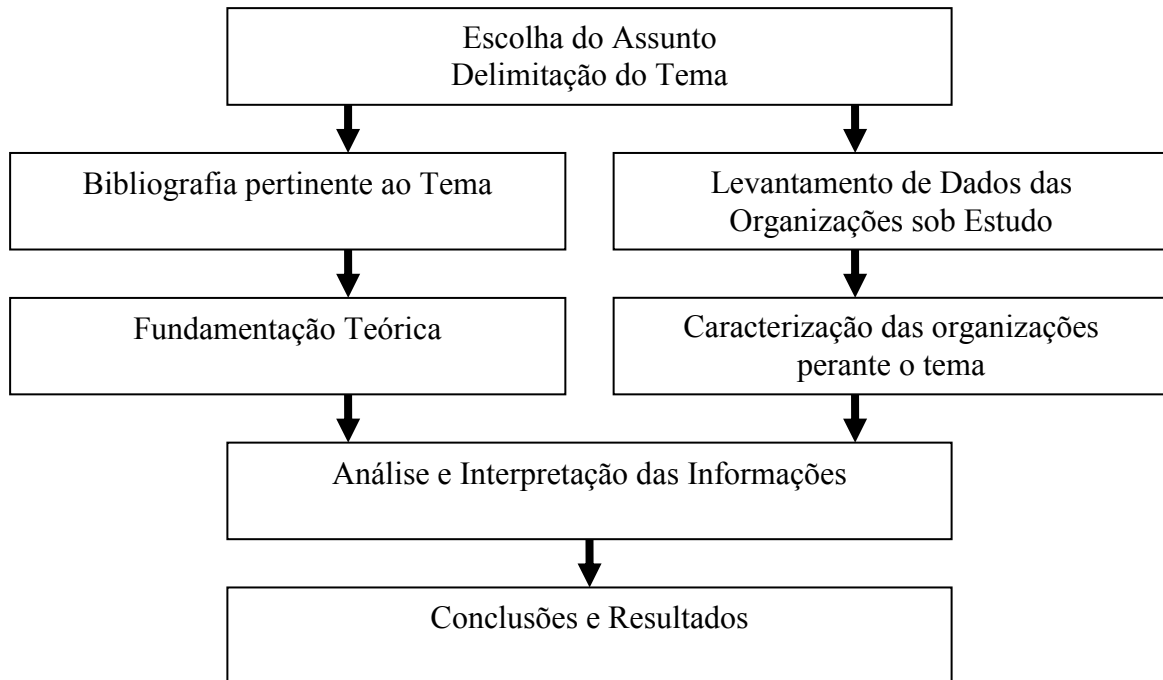 Escolha do Assunto
Delimitação do Tema
Bibliografia pertinente ao Tema
Levantamento de Dados das
Organizações sob Estudo
Fundamentação Teórica
Caracterização das organizações
perante o tema
Análise e Interpretação das Informações
Conclusões e Resultados